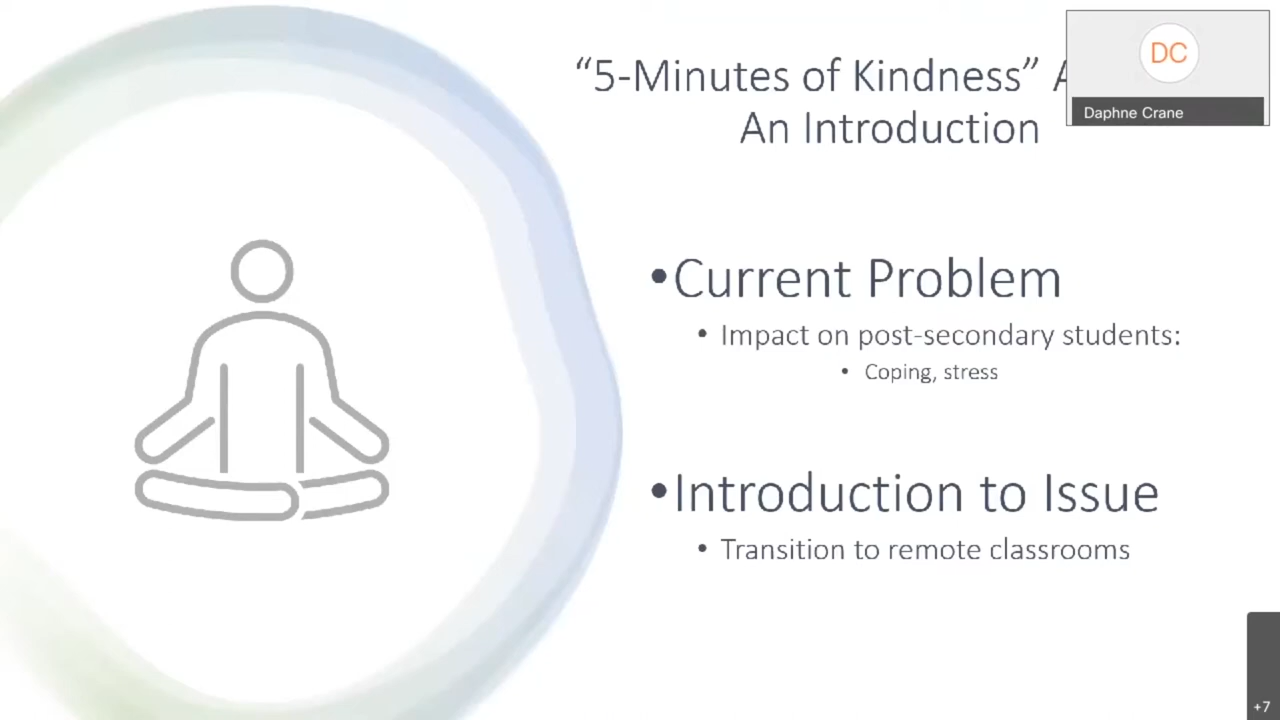 “5-Minutes of Kindness”
An Introduction
DC
Daphne Crane
•Current Problem
• Impact on post-secondary students:
• Coping, stress
•Introduction to Issue
• Transition to remote classrooms
+7